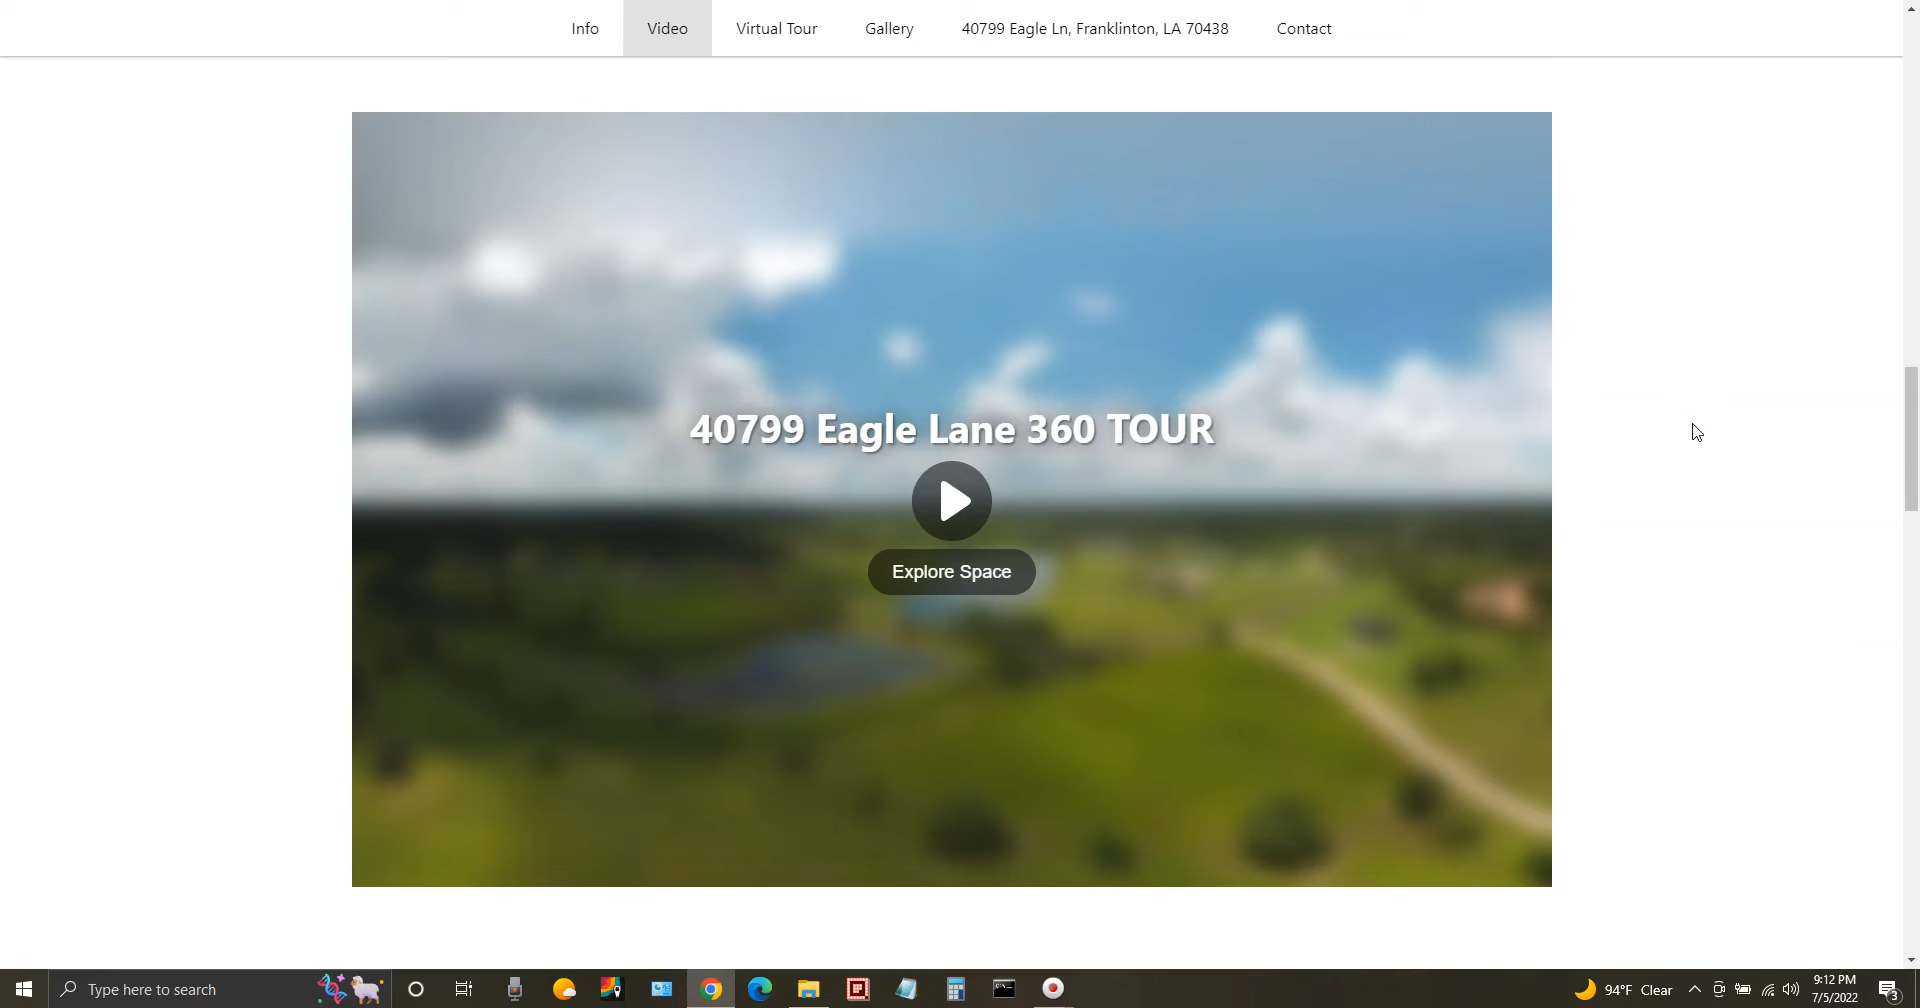 Info Video Virtual Tour Gallery 40799 Eagle Ln, Franklinton, LA 70438 Contact
40799 Eagle Lane 360 TOUR
Explore Space
Type here to search
94°F Clear
9:12 PM
7/5/2022
3